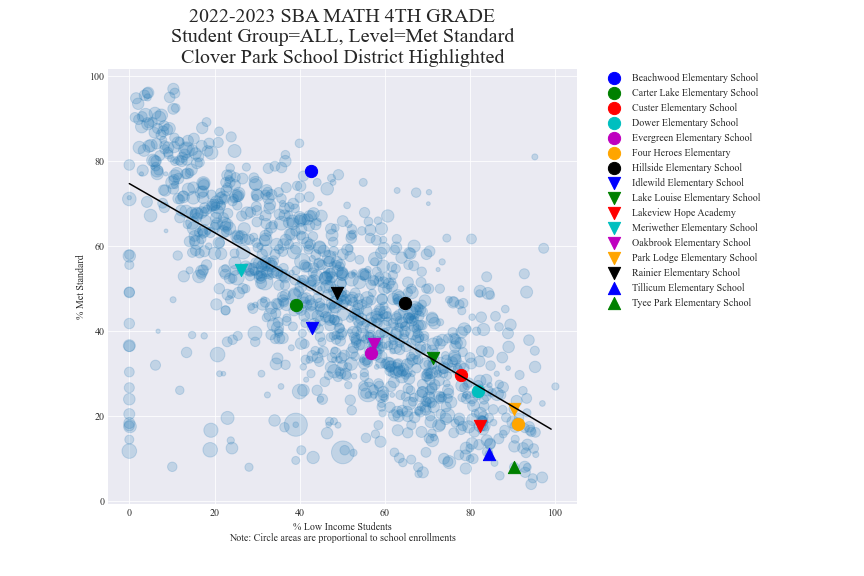 2022-2023 SBA MATH 4TH GRADE
Student Group=ALL, Level=Met Standard
Clover Park School District Highlighted
% Met Standard
100
80
60
40
20
0
0 20 40 60 80 100
% Low Income Students
Note: Circle areas are proportional to school enrollments
Beachwood Elementary School
Carter Lake Elementary School
Custer Elementary School
Dower Elementary School
Evergreen Elementary School
Four Heroes Elementary
Hillside Elementary School
Idlewild Elementary School
Lake Louise Elementary School
Lakeview Hope Academy
Meriwether Elementary School
Oakbrook Elementary School
Park Lodge Elementary School
Rainier Elementary School
Tillicum Elementary School
Tyee Park Elementary School